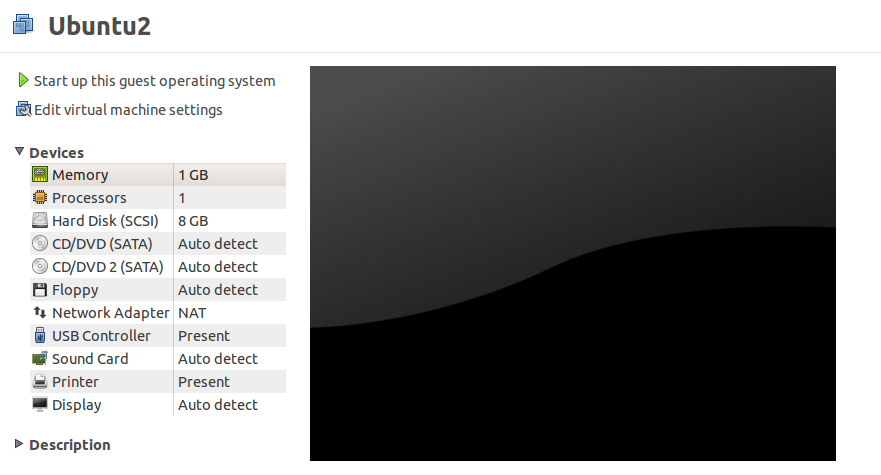 Ubuntu2
Start up this guest operating system
Edit virtual machine settings
Devices
Memory 1 GB
Processors 1
Hard Disk (SCSI) 8 GB
CD/DVD (SATA) Auto detect
CD/DVD 2 (SATA) Auto detect
Floppy Auto detect
Network Adapter NAT
USB Controller Present
Sound Card Auto detect
Printer Present
Display Auto detect
Description